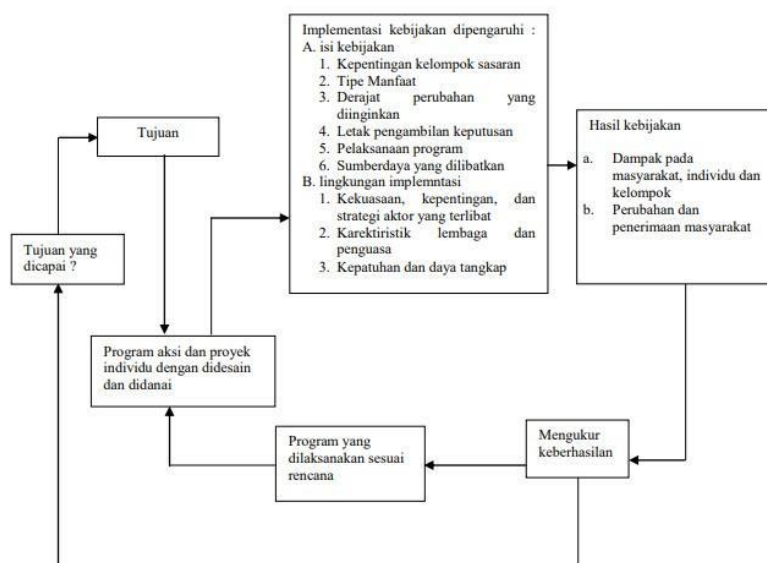 Implementasi kebijakan dipengaruhi :
A. isi kebijakan
1. Kepentingan kelompok sasaran
2. Tipe Manfaat
3. Derajat perubahan yang
diinginkan
4. Letak pengambilan keputusan
5. Pelaksanaan program
6. Sumberdaya yang dilibatkan
B. lingkungan implemntasi
1. Kekuasaan, kepentingan, dan
strategi aktor yang terlibat
2. Karektiristik lembaga dan
penguasa
3. Kepatuhan dan daya tangkap
Tujuan
Hasil kebijakan
a. Dampak pada
masyarakat, individu dan
kelompok
b. Perubahan dan
penerimaan masyarakat
Tujuan yang
dicapai ?
Program aksi dan proyek
individu dengan didesain
dan didanai
Program yang
dilaksanakan sesuai
rencana
Mengukur
keberhasilan